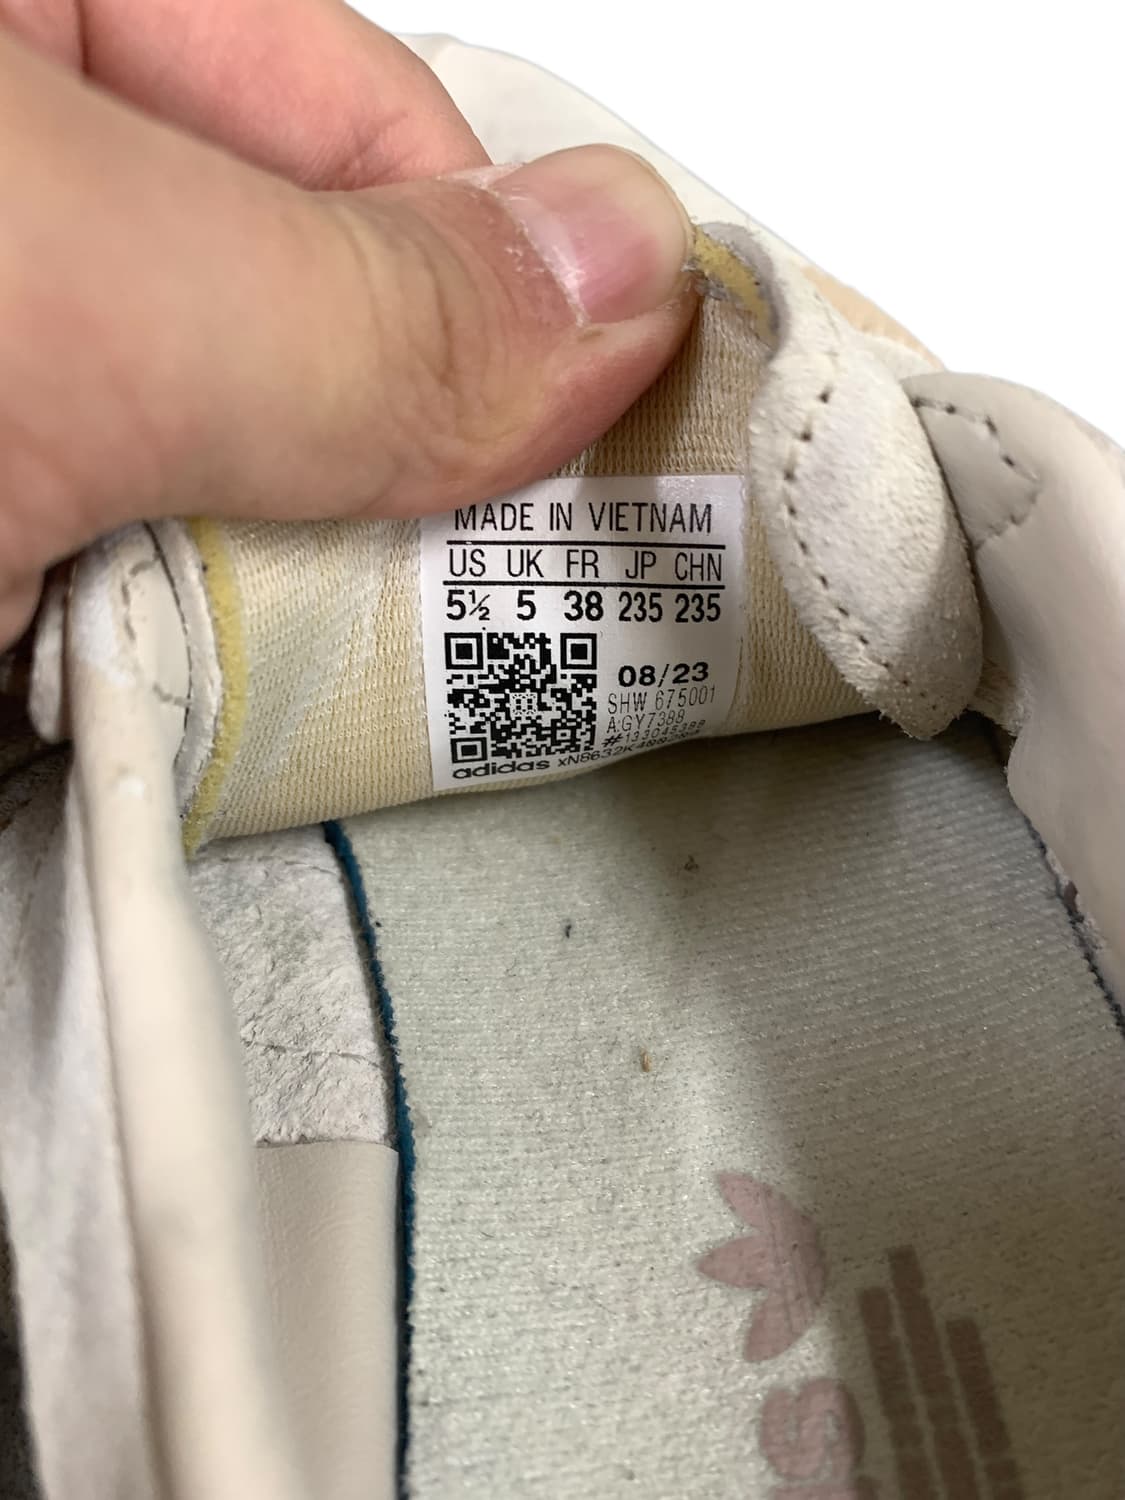 MADE IN VIETNAM
US UK FR JP CHN
5½ 5 38 235 235
08/23
SHW 675001
A:GY7388
adidas